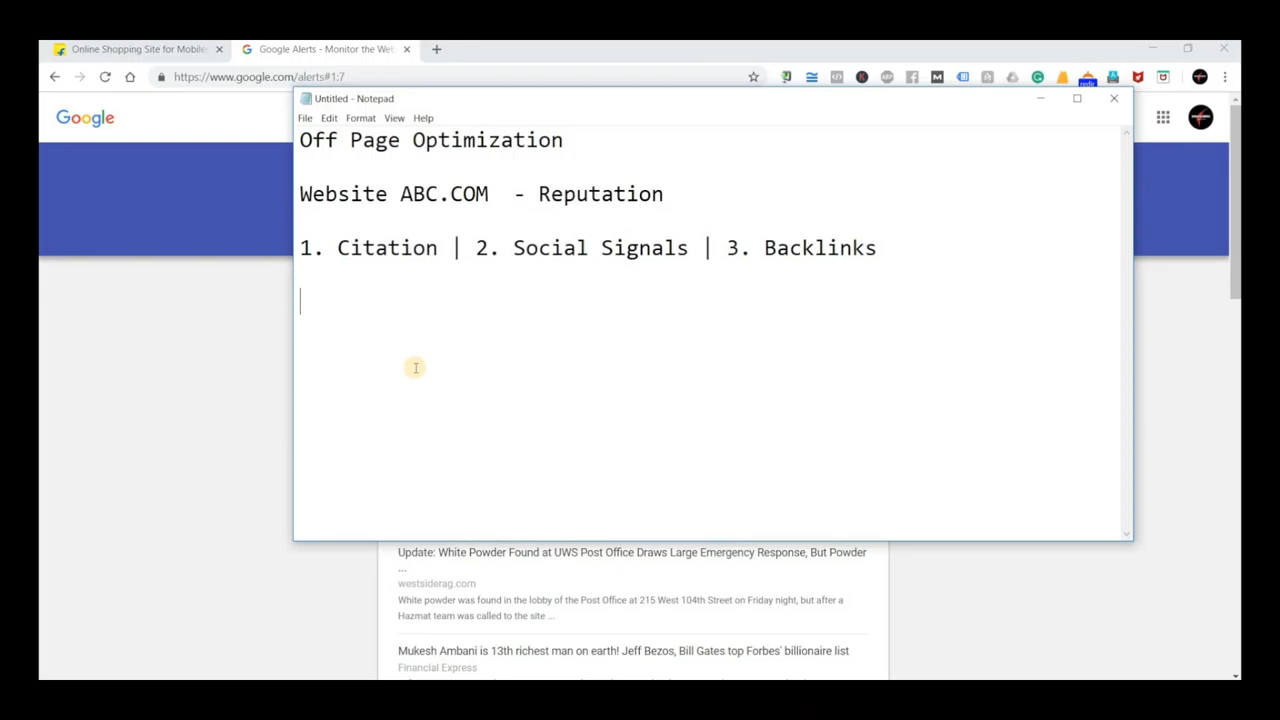 Online Shopping Site for Mobiles
Google Alerts - Monitor the Web
https://www.google.com/alerts#1:7
Google
Untitled - Notepad
File Edit Format View Help
Off Page Optimization
Website ABC.COM - Reputation
1. Citation | 2. Social Signals | 3. Backlinks
Update: White Powder Found at UWS Post Office Draws Large Emergency Response, But Powder
...
westsiderag.com
White powder was found in the lobby of the Post Office at 215 West 104th Street on Friday night, but after a
Hazmat team was called to the site ...
Mukesh Ambani is 13th richest man on earth! Jeff Bezos, Bill Gates top Forbes' billionaire list
Financial Express